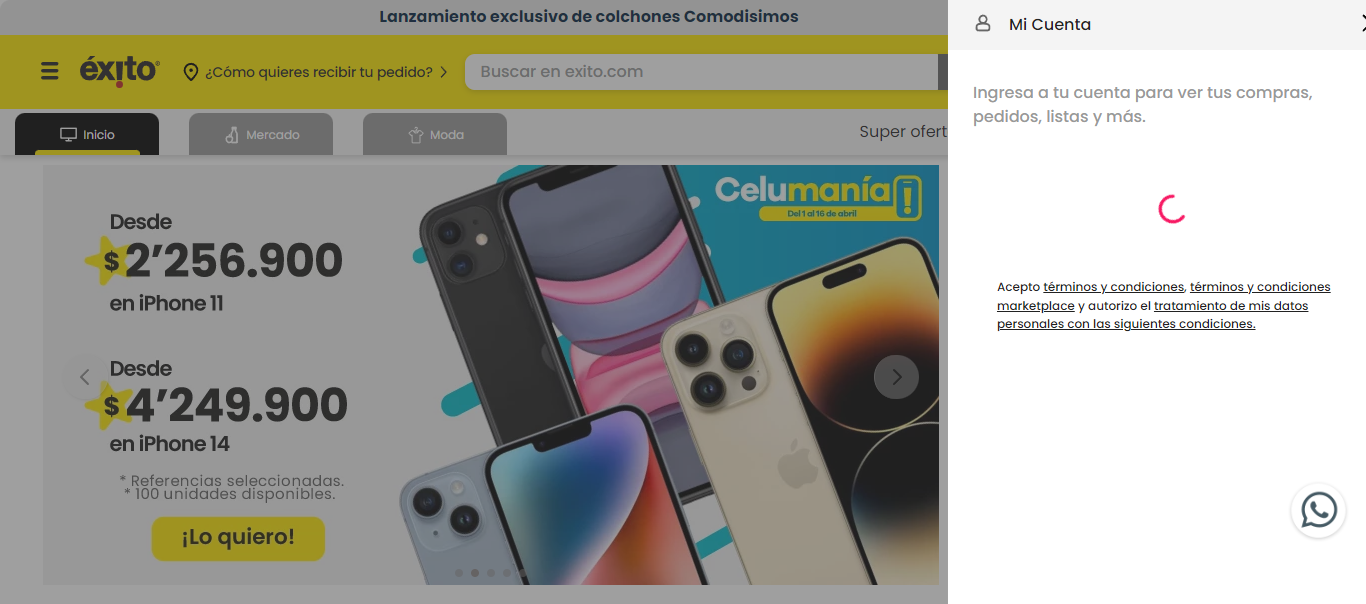 Lanzamiento exclusivo de colchones Comodisimos
éxito
¿Cómo quieres recibir tu pedido?
Buscar en exito.com
Inicio
Mercado
Moda
Super ofert
Celumanía
Del 1 al 16 de abril
Desde
$ 2’256.900
en iPhone 11
Desde
$ 4’249.900
en iPhone 14
* Referencias seleccionadas.
* 100 unidades disponibles.
¡Lo quiero!
Mi Cuenta
Ingresa a tu cuenta para ver tus compras,
pedidos, listas y más.
Acepto términos y condiciones, términos y condiciones
marketplace y autorizo el tratamiento de mis datos
personales con las siguientes condiciones.